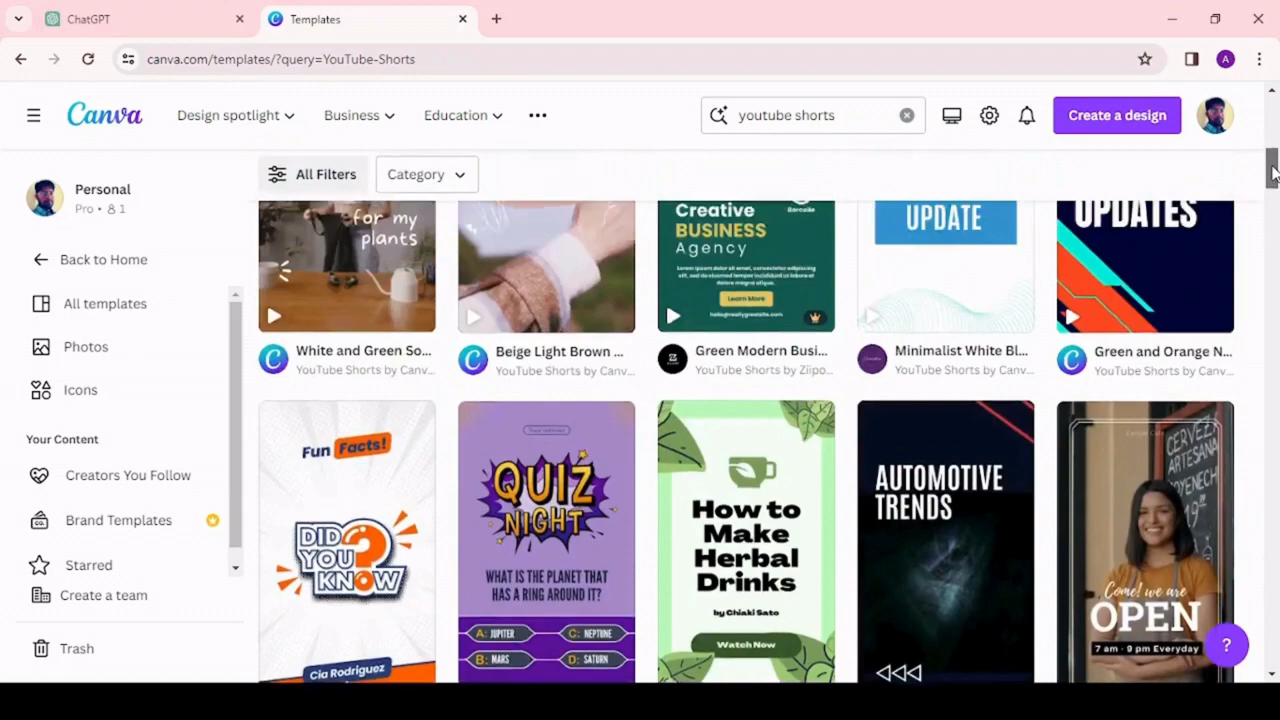 ChatGPT
Templates
canva.com/templates/?query=YouTube-Shorts
A
Canva
Design spotlight
Business
Education
youtube shorts
Create a design
All Filters
Category
Personal
Pro • 1
Back to Home
All templates
Photos
Icons
Your Content
Creators You Follow
Brand Templates
Starred
Create a team
Trash
for my
plants
Creative
BUSINESS
Agency
Learn More
hello@reallygreatsite.com
UPDATE
UPDATES
White and Green So...
YouTube Shorts by Canv...
Beige Light Brown ...
YouTube Shorts by Canv...
Green Modern Busi...
YouTube Shorts by Ziipo...
Minimalist White Bl...
YouTube Shorts by Canv...
Green and Orange N...
YouTube Shorts by Canv...
Fun Facts!
DID
YOU
KNOW
?
Cia Rodriguez
QUIZ
NIGHT
WHAT IS THE PLANET THAT
HAS A RING AROUND IT?
A: JUPITER
C: NEPTUNE
B: MARS
D: SATURN
How to
Make
Herbal
Drinks
by Chiaki Sato
Watch Now
AUTOMOTIVE
TRENDS
CERVEZA
ARTESANA
Come! we are
OPEN
7 am - 9 pm Everyday
?